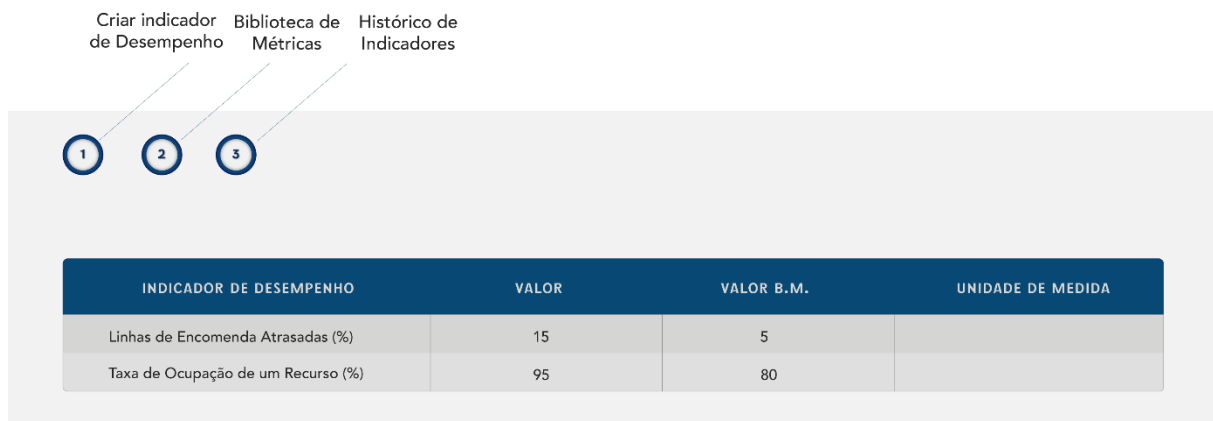 Criar indicador
de Desempenho
Biblioteca de
Métricas
Histórico de
Indicadores
1 2 3
INDICADOR DE DESEMPENHO VALOR VALOR B.M. UNIDADE DE MEDIDA
Linhas de Encomenda Atrasadas (%) 15 5
Taxa de Ocupação de um Recurso (%) 95 80